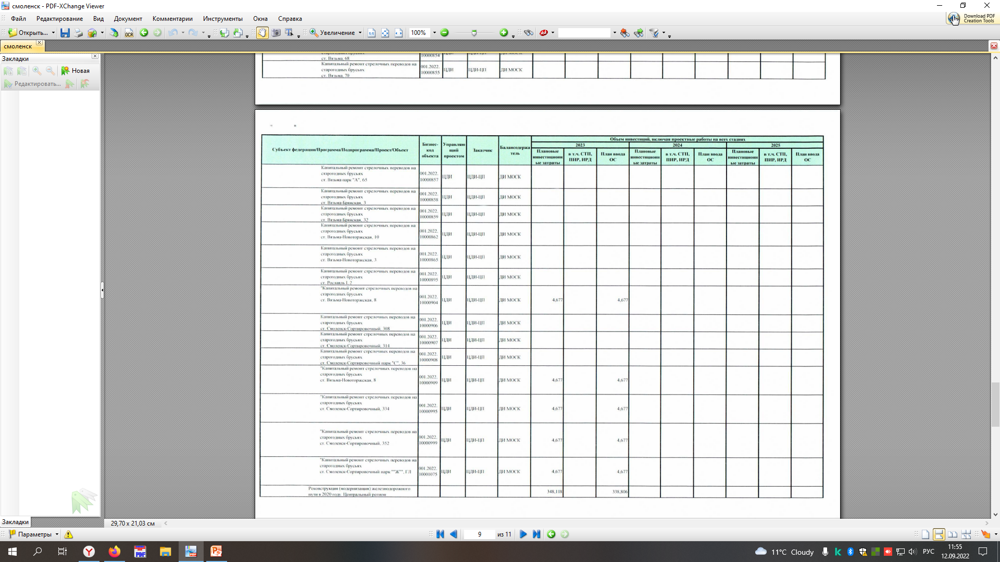 смоленск - PDF-XChange Viewer
Файл Редактирование Вид Документ Комментарии Инструменты Окна Справка
Download PDF Creation Tools
Открыть... OCR Увеличение 100%
смоленск
Закладки
Новая
Редактировать...
ст. Вязьма, 68 10000854 ЦДИ ЦДИ-ЦП ДИ МОСК
Капитальный ремонт стрелочных переводов на
старогодных брусьях
ст. Вязьма, 70 001.2022. 10000855 ЦДИ ЦДИ-ЦП ДИ МОСК
Субъект федерации/Программа/Подпрограмма/Проект/Объект Бизнес-код объекта Управляющий проектом Заказчик Балансодержатель Объем инвестиций, включая проектные работы на всех стадиях
2023 2024 2025
Плановые инвестиционные затраты в т.ч. СТП, ПИР, ИРД План ввода ОС Плановые инвестиционные затраты в т.ч. СТП, ПИР, ИРД План ввода ОС Плановые инвестиционные затраты в т.ч. СТП, ПИР, ИРД План ввода ОС
Капитальный ремонт стрелочных переводов на
старогодных брусьях
ст. Вязьма парк "А", 65 001.2022. 10000857 ЦДИ ЦДИ-ЦП ДИ МОСК
Капитальный ремонт стрелочных переводов на
старогодных брусьях
ст. Вязьма-Брянская, 3 001.2022. 10000858 ЦДИ ЦДИ-ЦП ДИ МОСК
Капитальный ремонт стрелочных переводов на
старогодных брусьях
ст. Вязьма-Брянская, 32 001.2022. 10000859 ЦДИ ЦДИ-ЦП ДИ МОСК
Капитальный ремонт стрелочных переводов на
старогодных брусьях
ст. Вязьма-Новоторжская, 10 001.2022. 10000862 ЦДИ ЦДИ-ЦП ДИ МОСК
Капитальный ремонт стрелочных переводов на
старогодных брусьях
ст. Вязьма-Новоторжская, 3 001.2022. 10000865 ЦДИ ЦДИ-ЦП ДИ МОСК
Капитальный ремонт стрелочных переводов на
старогодных брусьях
ст. Рославль 1, 2 001.2022. 10000895 ЦДИ ЦДИ-ЦП ДИ МОСК
"Капитальный ремонт стрелочных переводов на
старогодных брусьях
ст. Вязьма-Новоторжская, 8 001.2022. 10000904 ЦДИ ЦДИ-ЦП ДИ МОСК 4,677 4,677
Капитальный ремонт стрелочных переводов на
старогодных брусьях
ст. Смоленск-Сортировочный, 308 001.2022. 10000906 ЦДИ ЦДИ-ЦП ДИ МОСК
Капитальный ремонт стрелочных переводов на
старогодных брусьях
ст. Смоленск-Сортировочный, 314 001.2022. 10000907 ЦДИ ЦДИ-ЦП ДИ МОСК
Капитальный ремонт стрелочных переводов на
старогодных брусьях
ст. Смоленск-Сортировочный парк "С", 36 001.2022. 10000908 ЦДИ ЦДИ-ЦП ДИ МОСК
"Капитальный ремонт стрелочных переводов на
старогодных брусьях
ст. Вязьма-Новоторжская, 8 001.2022. 10000909 ЦДИ ЦДИ-ЦП ДИ МОСК 4,677 4,677
"Капитальный ремонт стрелочных переводов на
старогодных брусьях
ст. Смоленск-Сортировочный, 334 001.2022. 10000995 ЦДИ ЦДИ-ЦП ДИ МОСК 4,677 4,677
"Капитальный ремонт стрелочных переводов на
старогодных брусьях
ст. Смоленск-Сортировочный, 352 001.2022. 10000999 ЦДИ ЦДИ-ЦП ДИ МОСК 4,677 4,677
"Капитальный ремонт стрелочных переводов на
старогодных брусьях
ст. Смоленск-Сортировочный парк ""Ж"", ГЛ 001.2022. 10001075 ЦДИ ЦДИ-ЦП ДИ МОСК 4,677 4,677
Реконструкция (модернизация) железнодорожного
пути в 2020 году. Центральный регион 348,118 338,806
Закладки
29,70 x 21,03 см
Параметры 9 из 11
11°C Cloudy РУС 11:55
12.09.2022